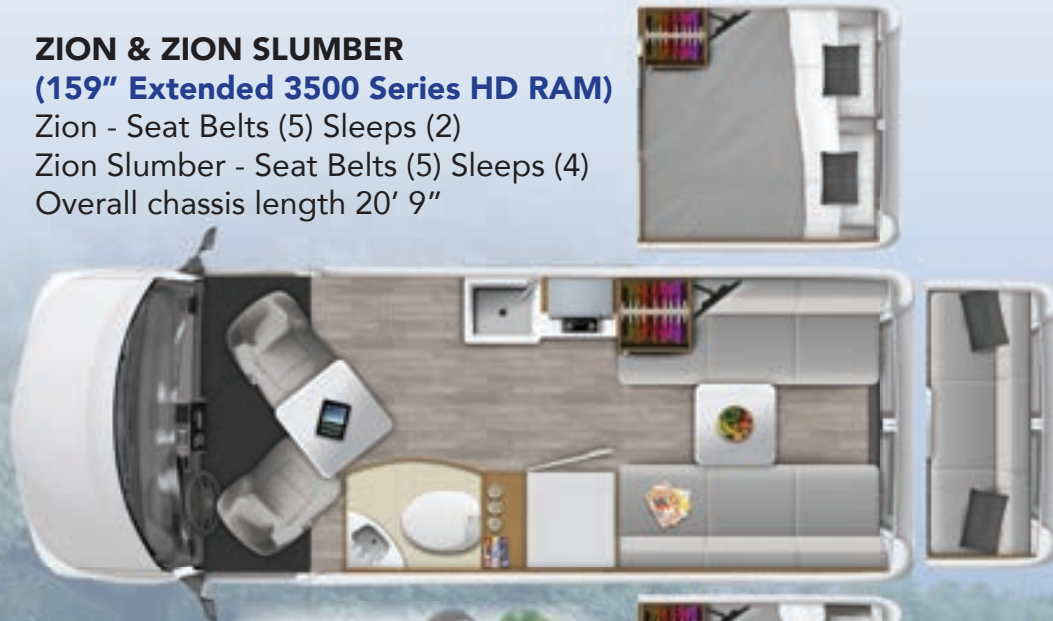 ZION & ZION SLUMBER
(159” Extended 3500 Series HD RAM)
Zion - Seat Belts (5) Sleeps (2)
Zion Slumber - Seat Belts (5) Sleeps (4)
Overall chassis length 20’ 9”